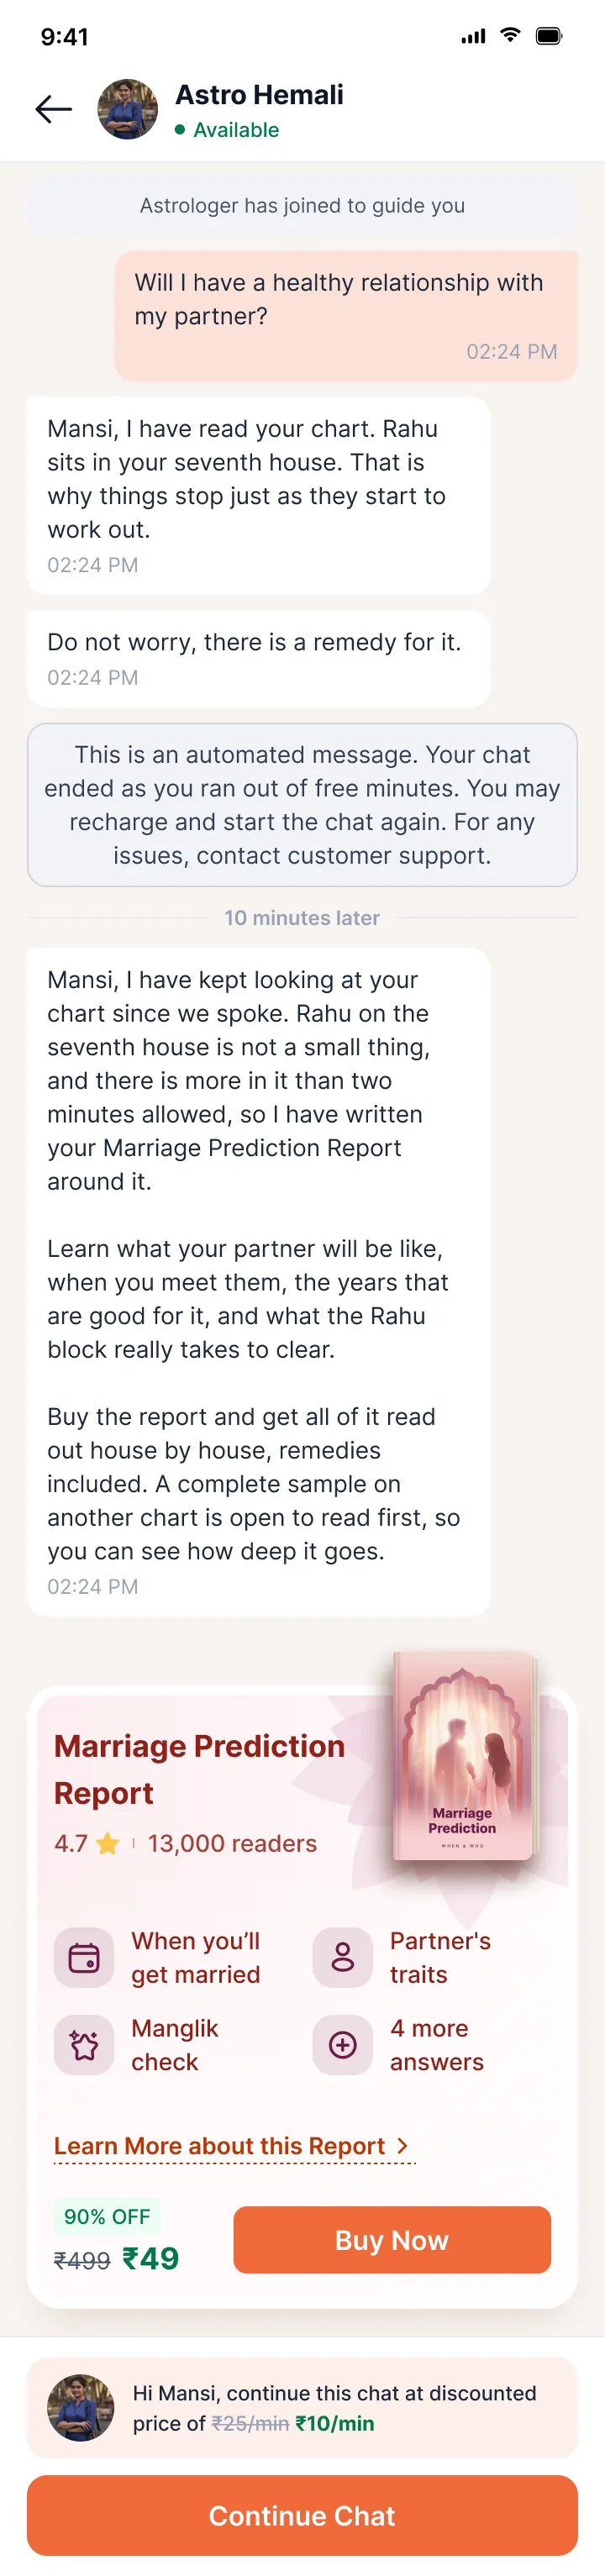 9:41
Astro Hemali
Available
Astrologer has joined to guide you
Will I have a healthy relationship with
my partner?
02:24 PM
Mansi, I have read your chart. Rahu
sits in your seventh house. That is
why things stop just as they start to
work out.
02:24 PM
Do not worry, there is a remedy for it.
02:24 PM
This is an automated message. Your chat
ended as you ran out of free minutes. You may
recharge and start the chat again. For any
issues, contact customer support.
10 minutes later
Mansi, I have kept looking at your
chart since we spoke. Rahu on the
seventh house is not a small thing,
and there is more in it than two
minutes allowed, so I have written
your Marriage Prediction Report
around it.
Learn what your partner will be like,
when you meet them, the years that
are good for it, and what the Rahu
block really takes to clear.
Buy the report and get all of it read
out house by house, remedies
included. A complete sample on
another chart is open to read first, so
you can see how deep it goes.
02:24 PM
Marriage Prediction
Report
4.7 13,000 readers
Marriage
Prediction
WHEN & WHO
When you’ll
get married
Partner's
traits
Manglik
check
4 more
answers
Learn More about this Report
90% OFF
₹499 ₹49
Buy Now
Hi Mansi, continue this chat at discounted
price of ₹25/min ₹10/min
Continue Chat